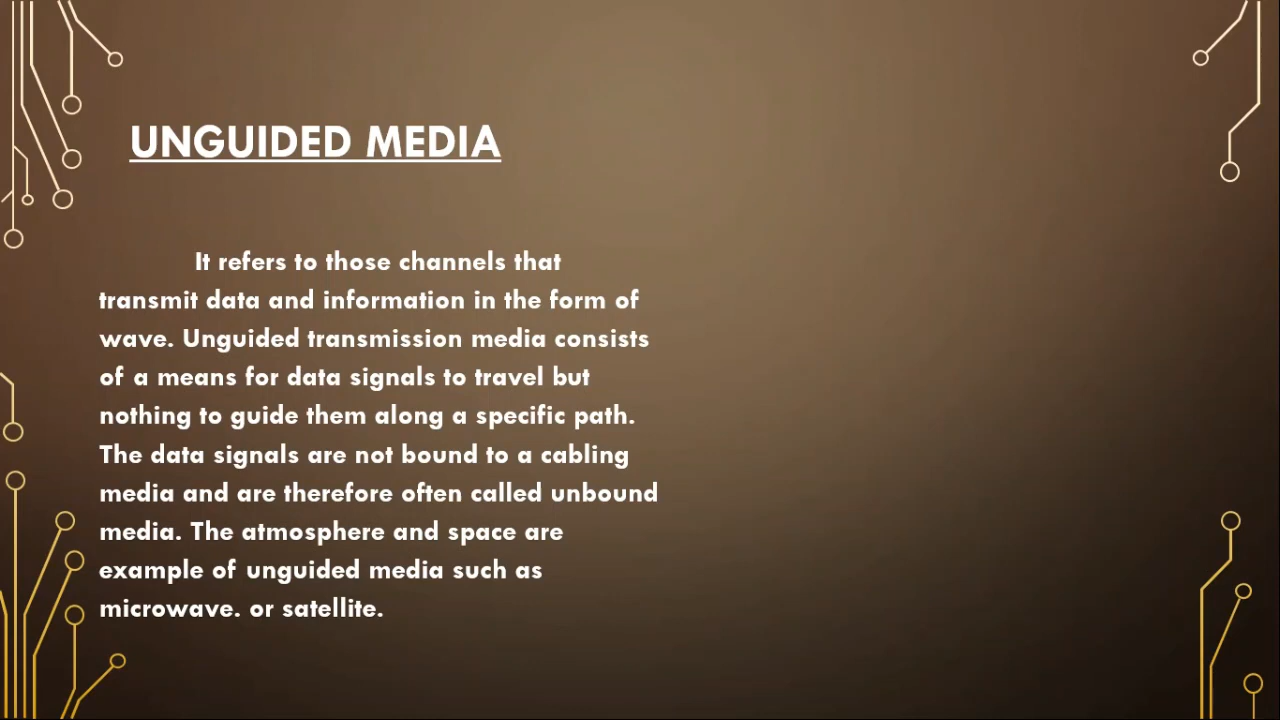 UNGUIDED MEDIA
It refers to those channels that
transmit data and information in the form of
wave. Unguided transmission media consists
of a means for data signals to travel but
nothing to guide them along a specific path.
The data signals are not bound to a cabling
media and are therefore often called unbound
media. The atmosphere and space are
example of unguided media such as
microwave. or satellite.